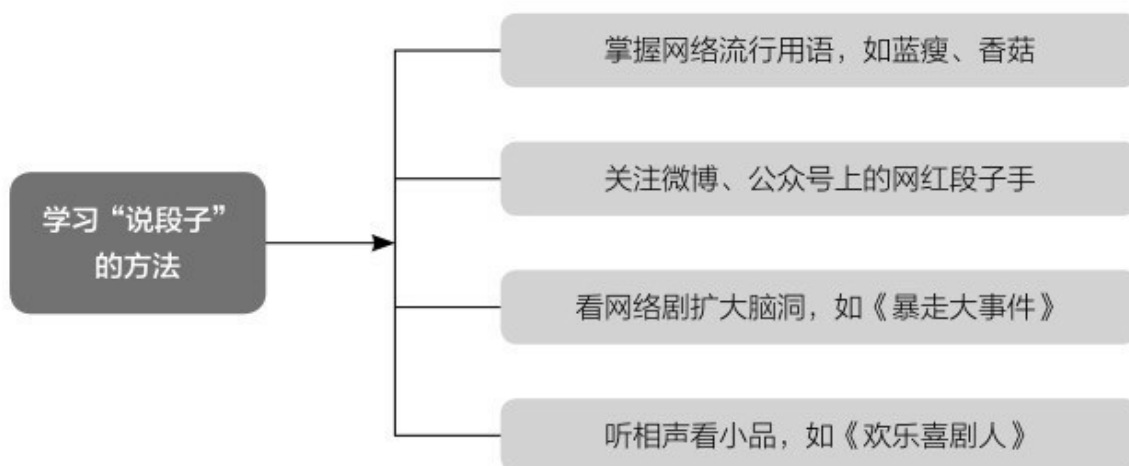 学习“说段子”
的方法
掌握网络流行用语，如蓝瘦、香菇
关注微博、公众号上的网红段子手
看网络剧扩大脑洞，如《暴走大事件》
听相声看小品，如《欢乐喜剧人》